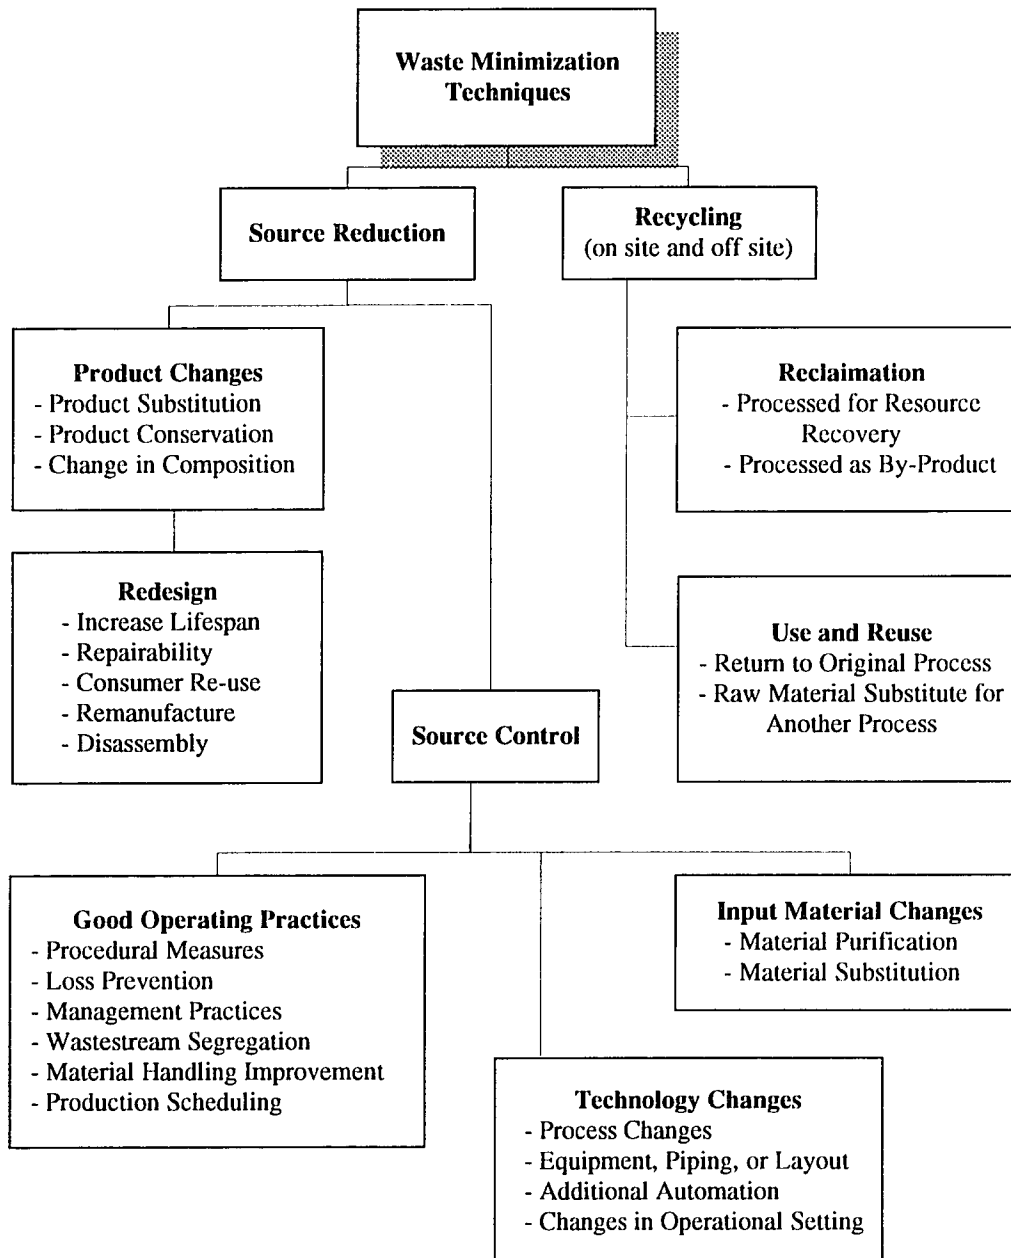 Waste Minimization
Techniques
Source Reduction
Recycling
(on site and off site)
Product Changes
- Product Substitution
- Product Conservation
- Change in Composition
Reclaimation
- Processed for Resource
Recovery
- Processed as By-Product
Redesign
- Increase Lifespan
- Repairability
- Consumer Re-use
- Remanufacture
- Disassembly
Use and Reuse
- Return to Original Process
- Raw Material Substitute for
Another Process
Source Control
Good Operating Practices
- Procedural Measures
- Loss Prevention
- Management Practices
- Wastestream Segregation
- Material Handling Improvement
- Production Scheduling
Input Material Changes
- Material Purification
- Material Substitution
Technology Changes
- Process Changes
- Equipment, Piping, or Layout
- Additional Automation
- Changes in Operational Setting